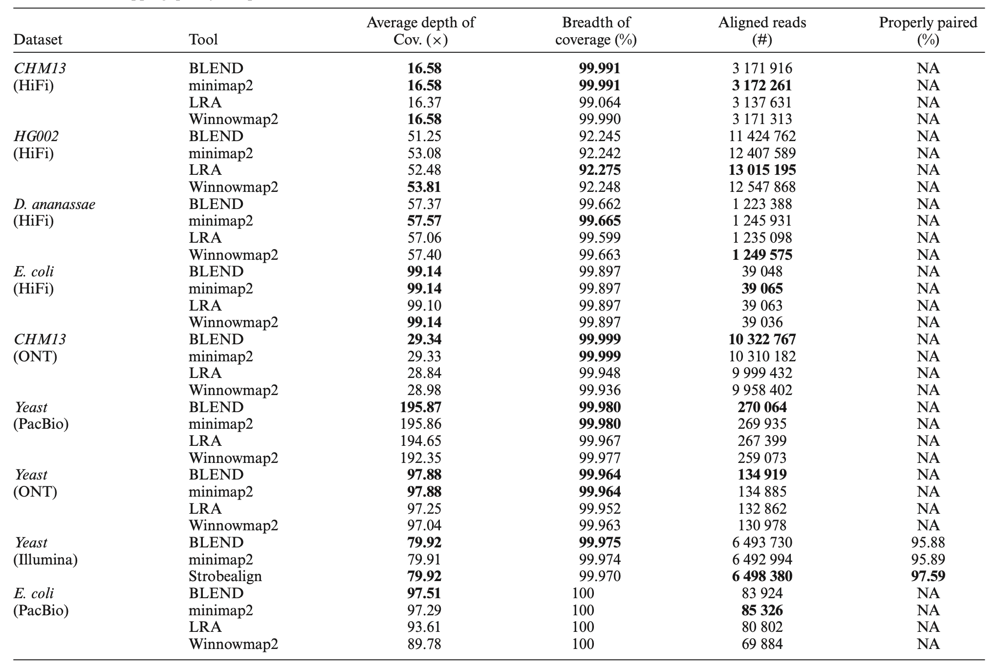 Average depth of Breadth of Aligned reads Properly paired
Dataset Tool Cov. (×) coverage (%) (#) (%)
CHM13 BLEND 16.58 99.991 3 171 916 NA
(HiFi) minimap2 16.58 99.991 3 172 261 NA
LRA 16.37 99.064 3 137 631 NA
Winnowmap2 16.58 99.990 3 171 313 NA
HG002 BLEND 51.25 92.245 11 424 762 NA
(HiFi) minimap2 53.08 92.242 12 407 589 NA
LRA 52.48 92.275 13 015 195 NA
Winnowmap2 53.81 92.248 12 547 868 NA
D. ananassae BLEND 57.37 99.662 1 223 388 NA
(HiFi) minimap2 57.57 99.665 1 245 931 NA
LRA 57.06 99.599 1 235 098 NA
Winnowmap2 57.40 99.663 1 249 575 NA
E. coli BLEND 99.14 99.897 39 048 NA
(HiFi) minimap2 99.14 99.897 39 065 NA
LRA 99.10 99.897 39 063 NA
Winnowmap2 99.14 99.897 39 036 NA
CHM13 BLEND 29.34 99.999 10 322 767 NA
(ONT) minimap2 29.33 99.999 10 310 182 NA
LRA 28.84 99.948 9 999 432 NA
Winnowmap2 28.98 99.936 9 958 402 NA
Yeast BLEND 195.87 99.980 270 064 NA
(PacBio) minimap2 195.86 99.980 269 935 NA
LRA 194.65 99.967 267 399 NA
Winnowmap2 192.35 99.977 259 073 NA
Yeast BLEND 97.88 99.964 134 919 NA
(ONT) minimap2 97.88 99.964 134 885 NA
LRA 97.25 99.952 132 862 NA
Winnowmap2 97.04 99.963 130 978 NA
Yeast BLEND 79.92 99.975 6 493 730 95.88
(Illumina) minimap2 79.91 99.974 6 492 994 95.89
Strobealign 79.92 99.970 6 498 380 97.59
E. coli BLEND 97.51 100 83 924 NA
(PacBio) minimap2 97.29 100 85 326 NA
LRA 93.61 100 80 802 NA
Winnowmap2 89.78 100 69 884 NA